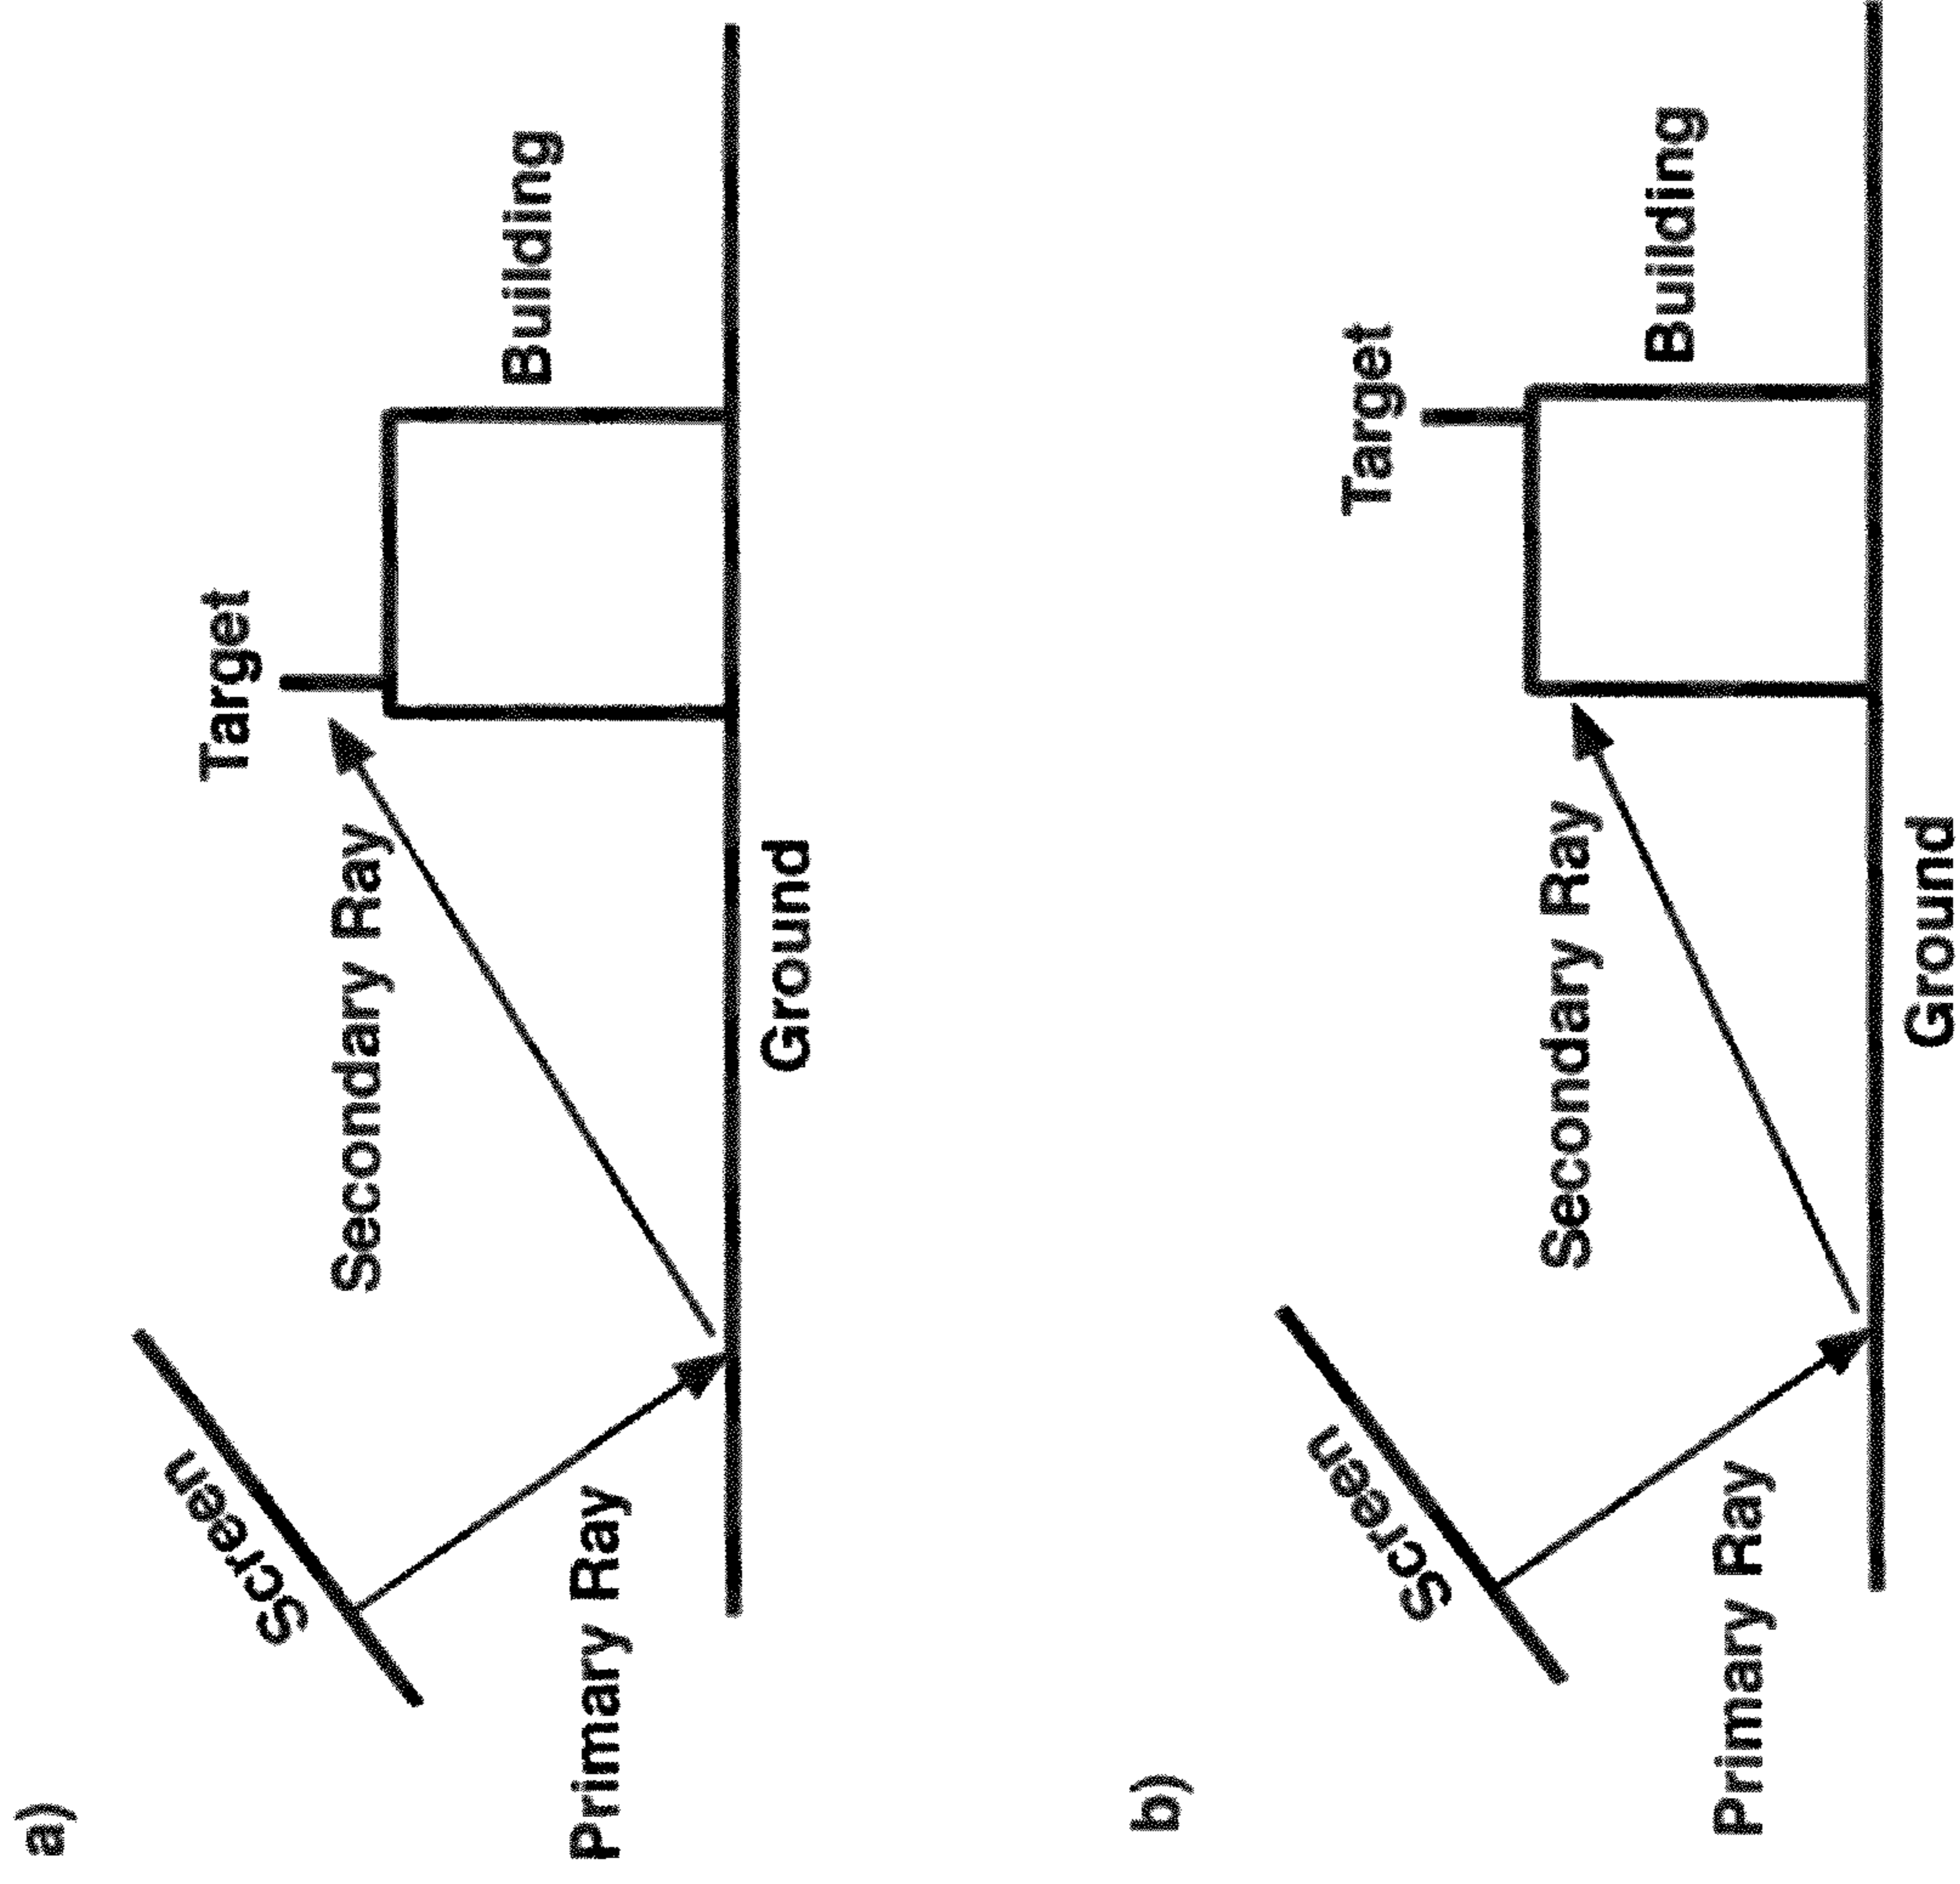 a)
Screen
Target
Secondary Ray
Building
Primary Ray
Ground
b)
Screen
Target
Secondary Ray
Building
Primary Ray
Ground